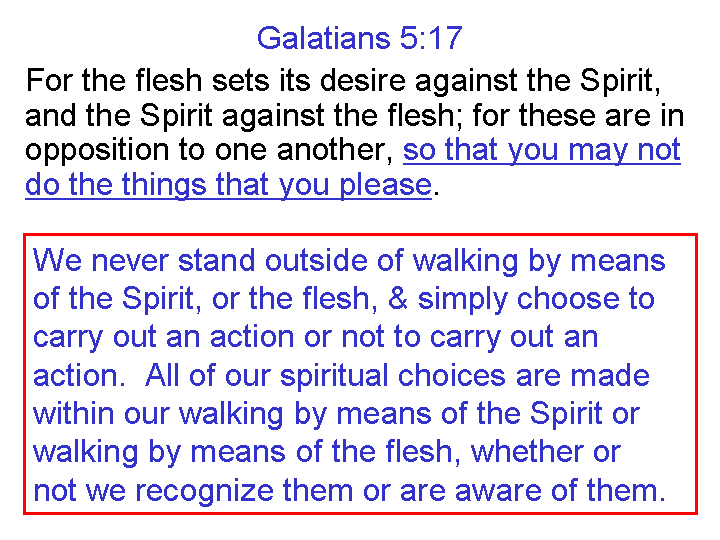 Galatians 5:17
For the flesh sets its desire against the Spirit,
and the Spirit against the flesh; for these are in
opposition to one another, so that you may not
do the things that you please.
We never stand outside of walking by means
of the Spirit, or the flesh, & simply choose to
carry out an action or not to carry out an
action.  All of our spiritual choices are made
within our walking by means of the Spirit or
walking by means of the flesh, whether or
not we recognize them or are aware of them.